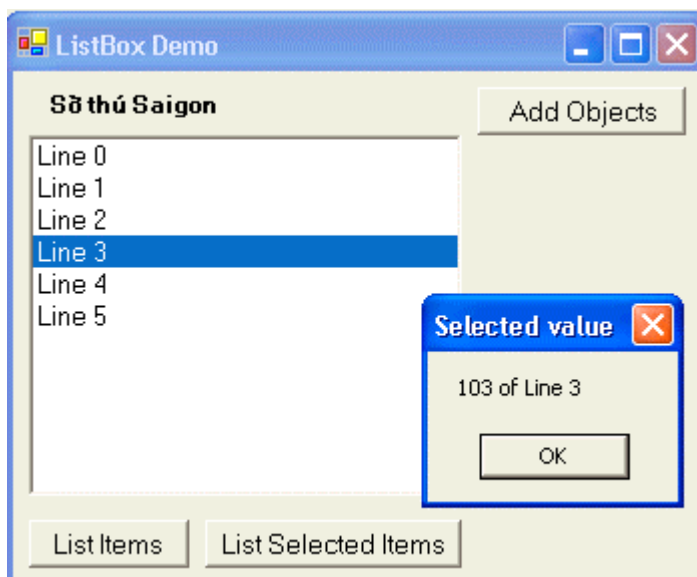 ListBox Demo
Sở thú Saigon
Add Objects
Line 0
Line 1
Line 2
Line 3
Line 4
Line 5
Selected value
103 of Line 3
OK
List Items
List Selected Items